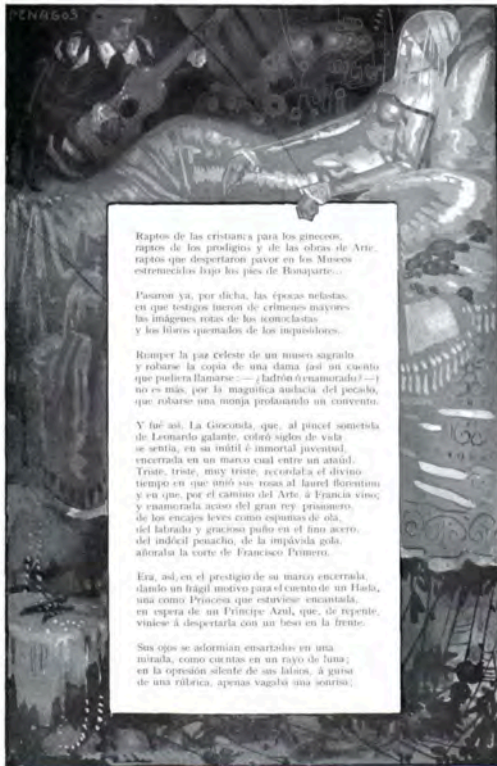 PENAGOS
Raptos de las cristianas para los gineceos,
raptos de los prodigios y de las obras de Arte,
raptos que despertaron pavor en los Museos
estremecidos bajo los pies de Bonaparte...
Pasaron ya, por dicha, las épocas nefastas,
en que testigos fueron de crímenes mayores
las imágenes rotas de los iconoclastas
y los libros quemados de los inquisidores.
Romper la paz celeste de un museo sagrado
y robarse la copia de una dama (así un cuento
que pudiera llamarse: — ¿ladrón ó enamorado? —)
no es más, por la magnífica audacia del pecado,
que robarse una monja profanando un convento.
Y fué así. La Gioconda, que, al pincel sometida
de Leonardo galante, cobró siglos de vida
se sentía, en su inútil é inmortal juventud,
encerrada en un marco cual entre un ataúd.
Triste, triste, muy triste, recordaba el divino
tiempo en que unió sus rosas al laurel florentino
y en que, por el camino del Arte, á Francia vino;
y enamorada acaso del gran rey prisionero,
de los encajes leves como espumas de ola,
del labrado y gracioso puño en el fino acero,
del indócil penacho, de la impávida gola,
añoraba la corte de Francisco Primero.
Era, así, en el prestigio de su marco encerrada,
dando un frágil motivo para el cuento de un Hada,
una como Princesa que estuviese encantada,
en espera de un Príncipe Azul, que, de repente,
viniese á despertarla con un beso en la frente.
Sus ojos se adormían ensartados en una
mirada, como cuentas en un rayo de luna;
en la opresión silente de sus labios, á guisa
de una rúbrica, apenas vagaba una sonrisa;